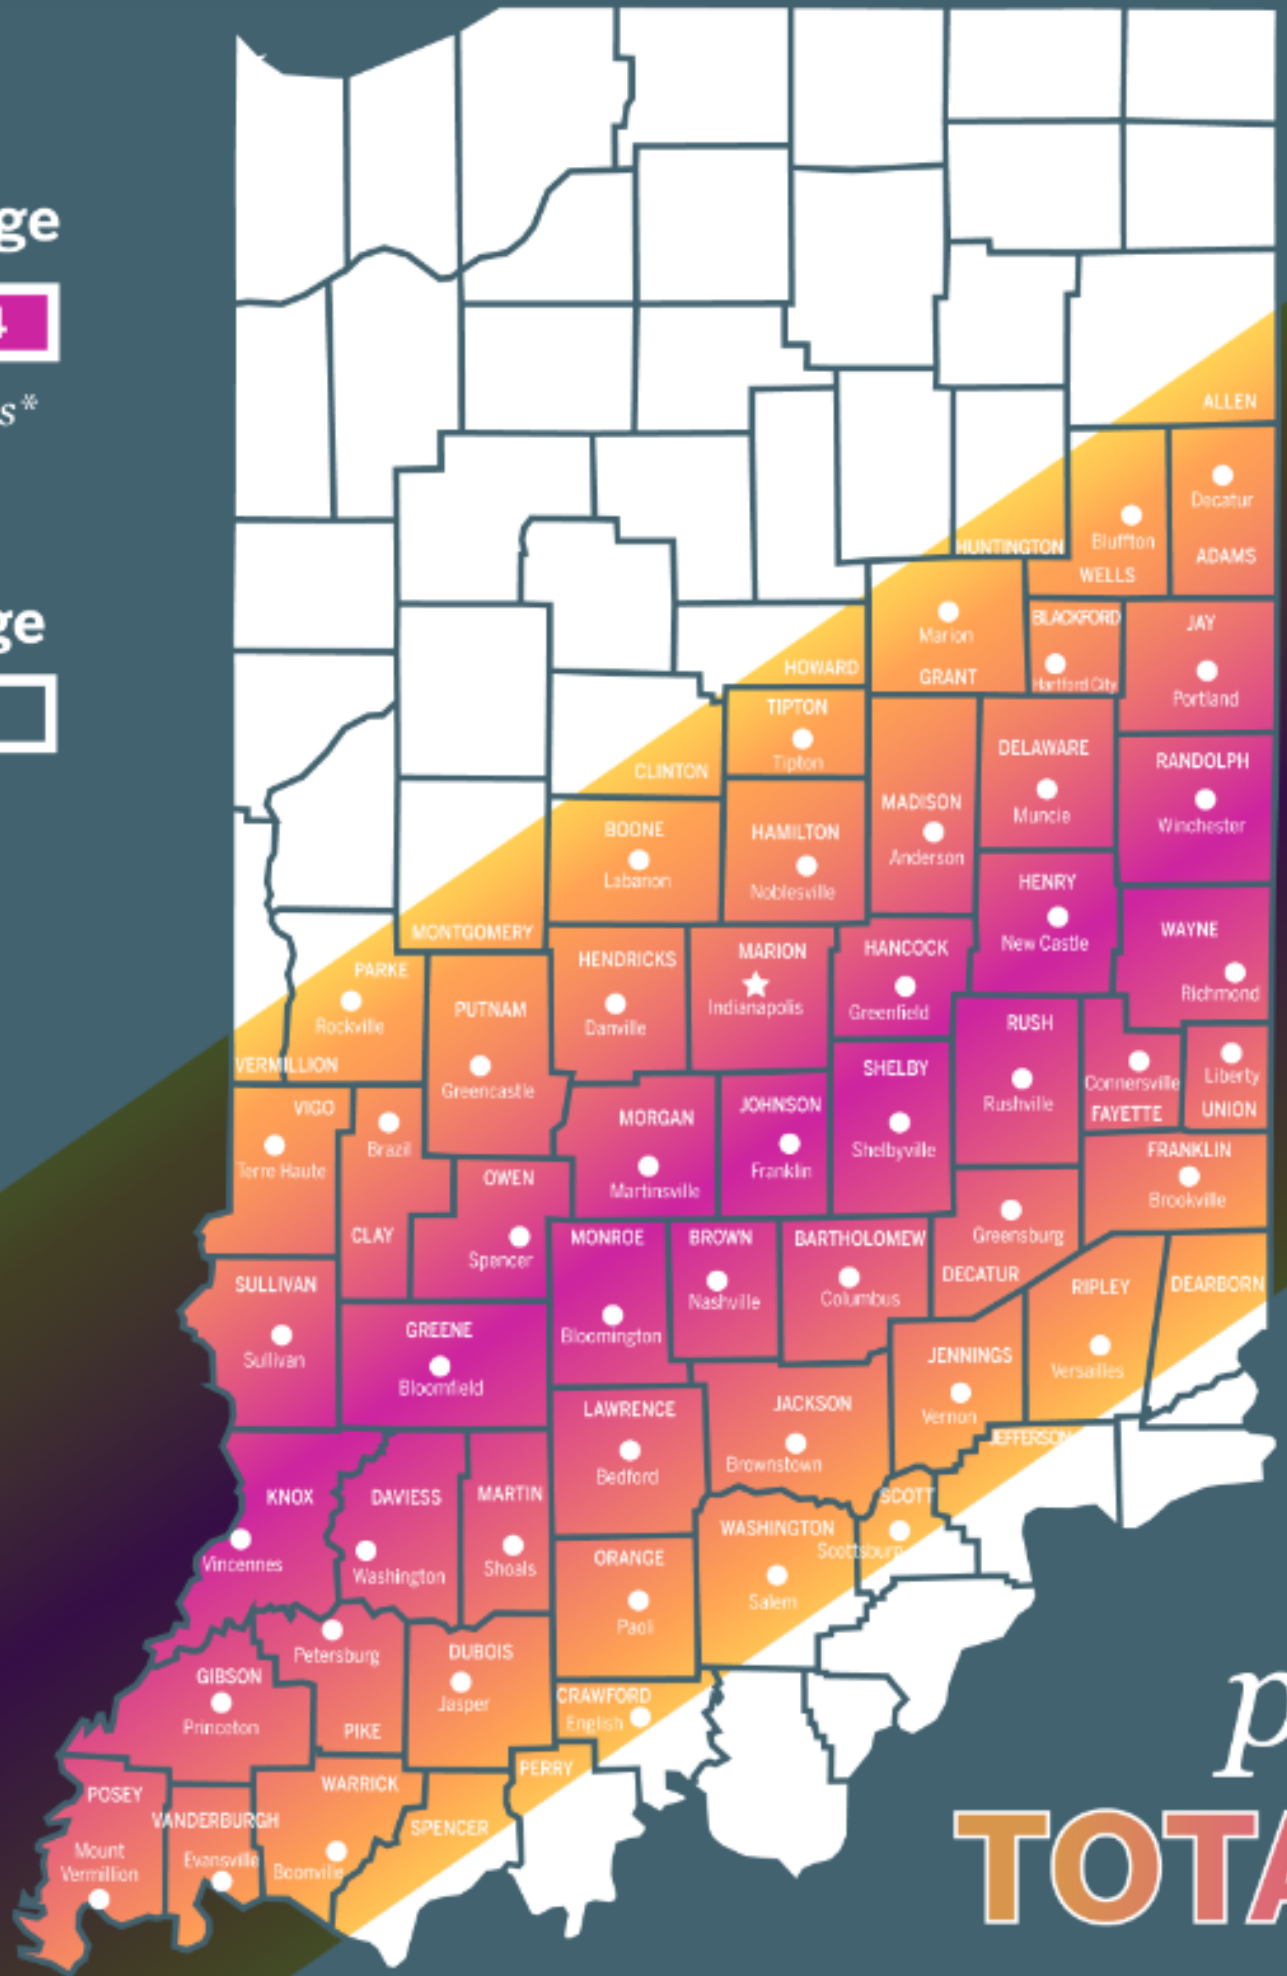 ge
4
s*
ge
ALLEN
Decatur
Bluffton
HUNTINGTON
ADAMS
WELLS
Marion
BLACKFORD
JAY
HOWARD
GRANT
Hartford City
Portland
TIPTON
Tipton
DELAWARE
RANDOLPH
CLINTON
MADISON
Muncie
Winchester
BOONE
HAMILTON
Anderson
Labanon
Noblesville
HENRY
MONTGOMERY
New Castle
WAYNE
PARKE
HENDRICKS
MARION
HANCOCK
Richmond
Rockville
PUTNAM
Danville
Indianapolis
Greenfield
RUSH
VERMILLION
Greencastle
SHELBY
Rushville
Connersville
Liberty
VIGO
MORGAN
JOHNSON
FAYETTE
UNION
Terre Haute
Brazil
Martinsville
Franklin
Shelbyville
FRANKLIN
OWEN
Brookville
CLAY
Spencer
MONROE
BROWN
BARTHOLOMEW
Greensburg
SULLIVAN
Bloomington
Nashville
Columbus
DECATUR
RIPLEY
DEARBORN
Sullivan
GREENE
JENNINGS
Versailles
Bloomfield
LAWRENCE
JACKSON
Vernon
JEFFERSON
KNOX
DAVIESS
MARTIN
Bedford
Brownstown
SCOTT
Vincennes
Washington
Shoals
ORANGE
WASHINGTON
Scottsburg
Paoli
Salem
Petersburg
DUBOIS
GIBSON
Jasper
Princeton
PIKE
CRAWFORD
English
POSEY
WARRICK
PERRY
VANDERBURGH
SPENCER
Mount
Vermillion
Evansville
Boonville
p
TOTA